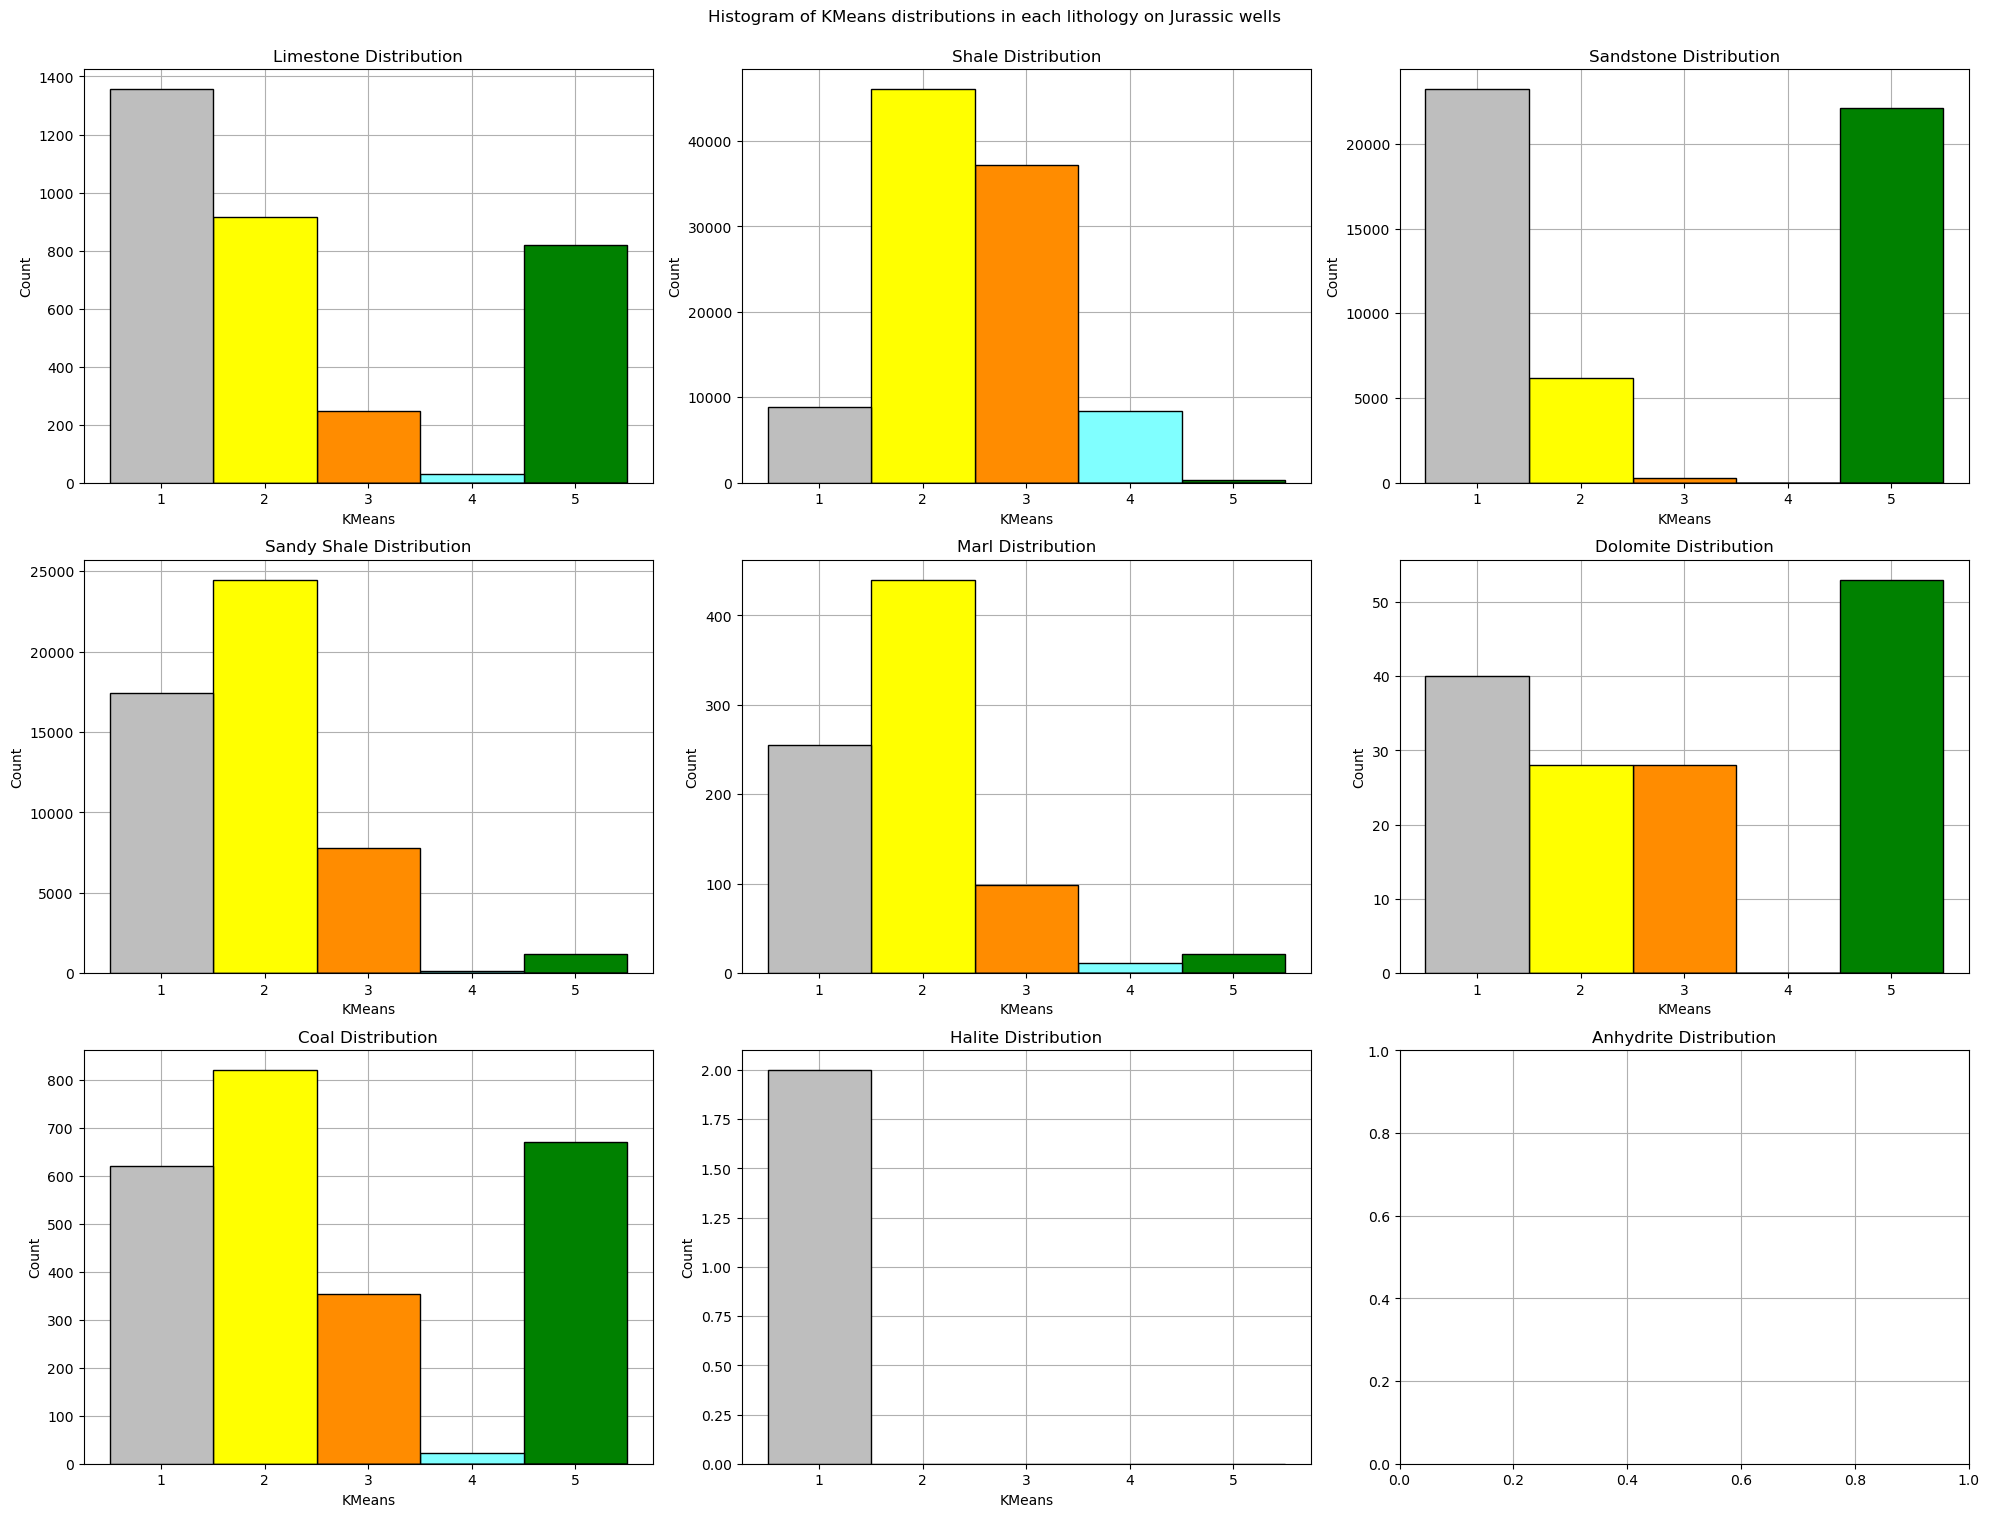 Histogram of KMeans distributions in each lithology on Jurassic wells
Limestone Distribution
1400
1200
1000
800
600
400
200
0
Count
1 2 3 4 5
KMeans
Shale Distribution
40000
30000
20000
10000
0
Count
1 2 3 4 5
KMeans
Sandstone Distribution
20000
15000
10000
5000
0
Count
1 2 3 4 5
KMeans
Sandy Shale Distribution
25000
20000
15000
10000
5000
0
Count
1 2 3 4 5
KMeans
Marl Distribution
400
300
200
100
0
Count
1 2 3 4 5
KMeans
Dolomite Distribution
50
40
30
20
10
0
Count
1 2 3 4 5
KMeans
Coal Distribution
800
700
600
500
400
300
200
100
0
Count
1 2 3 4 5
KMeans
Halite Distribution
2.00
1.75
1.50
1.25
1.00
0.75
0.50
0.25
0.00
Count
1 2 3 4 5
KMeans
Anhydrite Distribution
1.0
0.8
0.6
0.4
0.2
0.0
0.0 0.2 0.4 0.6 0.8 1.0